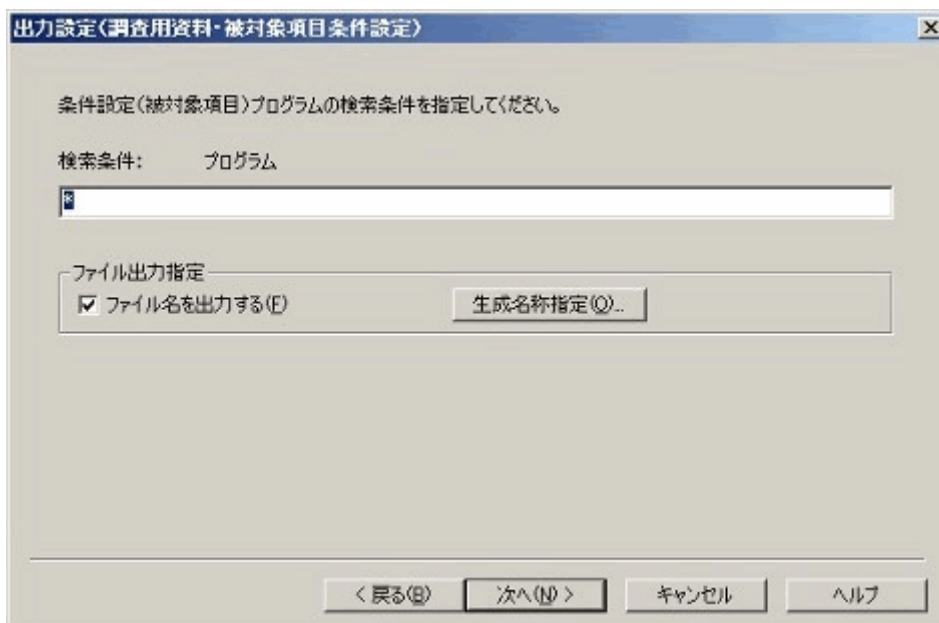 出力設定(調査用資料・被対象項目条件設定)
条件設定(被対象項目)プログラムの検索条件を指定してください。
検索条件: プログラム
*
ファイル出力指定
ファイル名を出力する(F) 生成名称指定(O)...
< 戻る(B) 次へ(N) > キャンセル ヘルプ